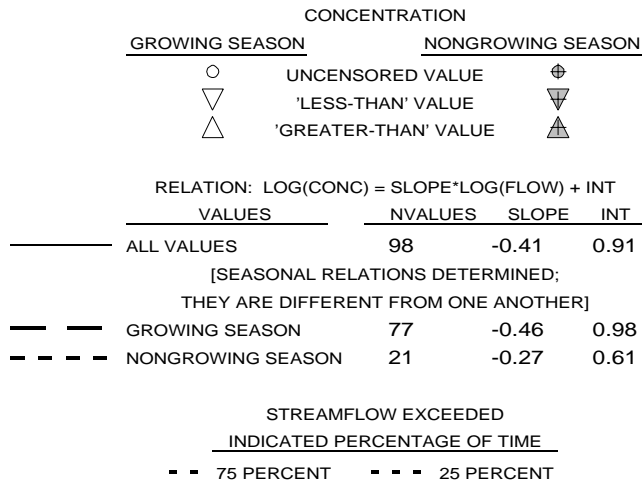 CONCENTRATION
GROWING SEASON NONGROWING SEASON
UNCENSORED VALUE
'LESS-THAN' VALUE
'GREATER-THAN' VALUE
RELATION: LOG(CONC) = SLOPE*LOG(FLOW) + INT
VALUES NVALUES SLOPE INT
ALL VALUES 98 -0.41 0.91
[SEASONAL RELATIONS DETERMINED;
THEY ARE DIFFERENT FROM ONE ANOTHER]
GROWING SEASON 77 -0.46 0.98
NONGROWING SEASON 21 -0.27 0.61
STREAMFLOW EXCEEDED
INDICATED PERCENTAGE OF TIME
75 PERCENT 25 PERCENT